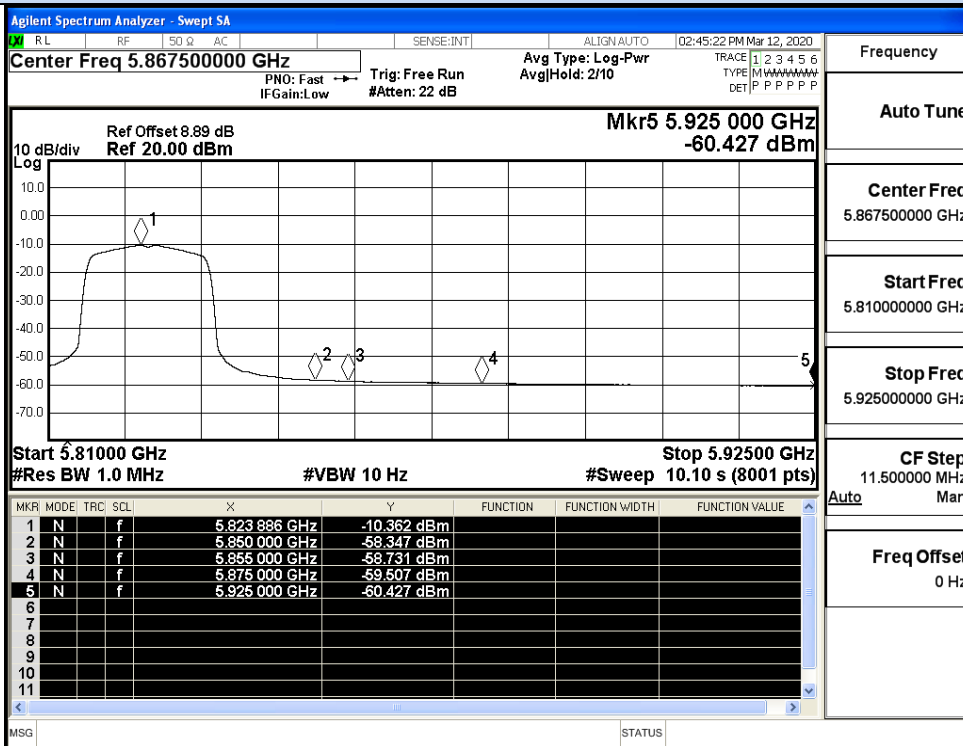 Agilent Spectrum Analyzer - Swept SA
LXI RL RF 50 Ω AC SENSE:INT ALIGN AUTO 02:45:22 PM Mar 12, 2020
Center Freq 5.867500000 GHz
PNO: Fast
IFGain:Low
Trig: Free Run
#Atten: 22 dB
Avg Type: Log-Pwr
Avg|Hold: 2/10
TRACE 1 2 3 4 5 6
TYPE M
DET P P P P P P
Mkr5 5.925 000 GHz
-60.427 dBm
Ref Offset 8.89 dB
10 dB/div Ref 20.00 dBm
Log
10.0
0.00
-10.0
-20.0
-30.0
-40.0
-50.0
-60.0
-70.0
1
2
3
4
5
Start 5.81000 GHz Stop 5.92500 GHz
#Res BW 1.0 MHz #VBW 10 Hz #Sweep 10.10 s (8001 pts)
MKR MODE TRC SCL X Y FUNCTION FUNCTION WIDTH FUNCTION VALUE
1 N f 5.823 886 GHz -10.362 dBm
2 N f 5.850 000 GHz -58.347 dBm
3 N f 5.855 000 GHz -58.731 dBm
4 N f 5.875 000 GHz -59.507 dBm
5 N f 5.925 000 GHz -60.427 dBm
6
7
8
9
10
11
MSG STATUS
Frequency
Auto Tune
Center Freq
5.867500000 GHz
Start Freq
5.810000000 GHz
Stop Freq
5.925000000 GHz
CF Step
11.500000 MHz
Auto Man
Freq Offset
0 Hz